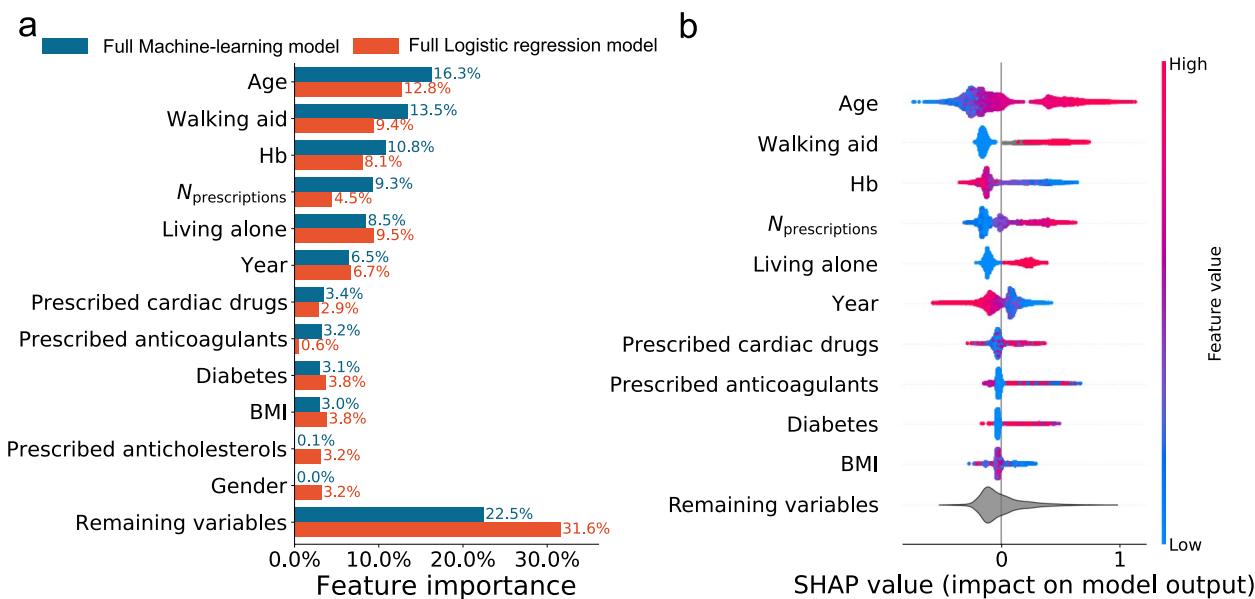 a
Full Machine-learning model
Full Logistic regression model
Age
16.3%
12.8%
Walking aid
13.5%
9.4%
Hb
10.8%
8.1%
Nprescriptions
9.3%
4.5%
Living alone
8.5%
9.5%
Year
6.5%
6.7%
Prescribed cardiac drugs
3.4%
2.9%
Prescribed anticoagulants
3.2%
0.6%
Diabetes
3.1%
3.8%
BMI
3.0%
3.8%
Prescribed anticholesterols
0.1%
3.2%
Gender
0.0%
3.2%
Remaining variables
22.5%
31.6%
0.0% 10.0% 20.0% 30.0%
Feature importance
b
High
Age
Walking aid
Hb
Nprescriptions
Living alone
Year
Prescribed cardiac drugs
Prescribed anticoagulants
Diabetes
BMI
Remaining variables
Feature value
Low
0 1
SHAP value (impact on model output)